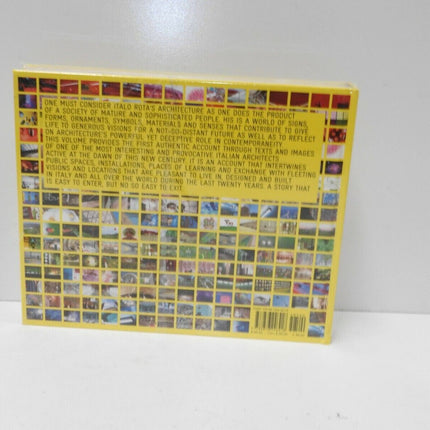 ONE MUST CONSIDER ITALO ROTA'S ARCHITECTURE AS ONE DOES THE PRODUCT
OF A SOCIETY OF MATURE AND SOPHISTICATED PEOPLE. HIS IS A WORLD OF SIGNS,
FORMS, ORNAMENTS, SYMBOLS, MATERIALS AND SENSES THAT CONTRIBUTE TO GIVE
LIFE TO GENEROUS VISIONS FOR A NOT-SO-DISTANT FUTURE AS WELL AS TO REFLECT
ON ARCHITECTURE'S POWERFUL YET DECEPTIVE ROLE IN CONTEMPORANEITY
THIS VOLUME PROVIDES THE FIRST AUTHENTIC ACCOUNT THROUGH TEXTS AND IMAGES
OF ONE OF THE MOST INTERESTING AND PROVOCATIVE ITALIAN ARCHITECTS
ACTIVE AT THE DAWN OF THIS NEW CENTURY. IT IS AN ACCOUNT THAT INTERTWINES
PUBLIC SPACES, INSTALLATIONS, PLACES OF LEARNING AND EXCHANGE WITH FLEETING
VISIONS AND LOCATIONS THAT ARE PLEASANT TO LIVE IN, DESIGNED AND BUILT
IN ITALY AND ALL OVER THE WORLD DURING THE LAST TWENTY YEARS. A STORY THAT
IS EASY TO ENTER, BUT NO SO EASY TO EXIT.